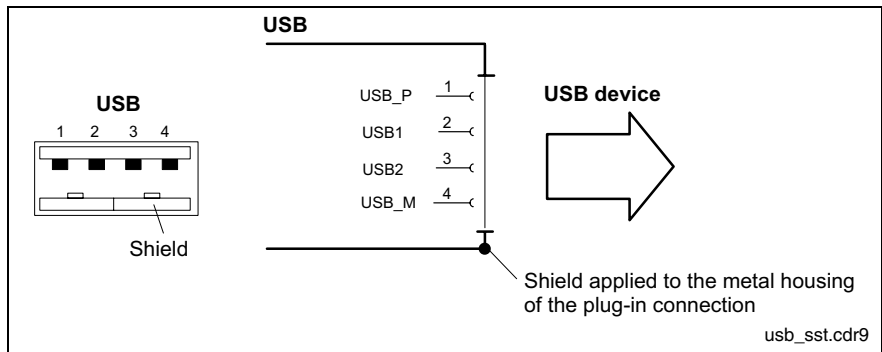 USB
USB
1 2 3 4
Shield
USB_P 1
USB1 2
USB2 3
USB_M 4
USB device
Shield applied to the metal housing
of the plug-in connection
usb_sst.cdr9